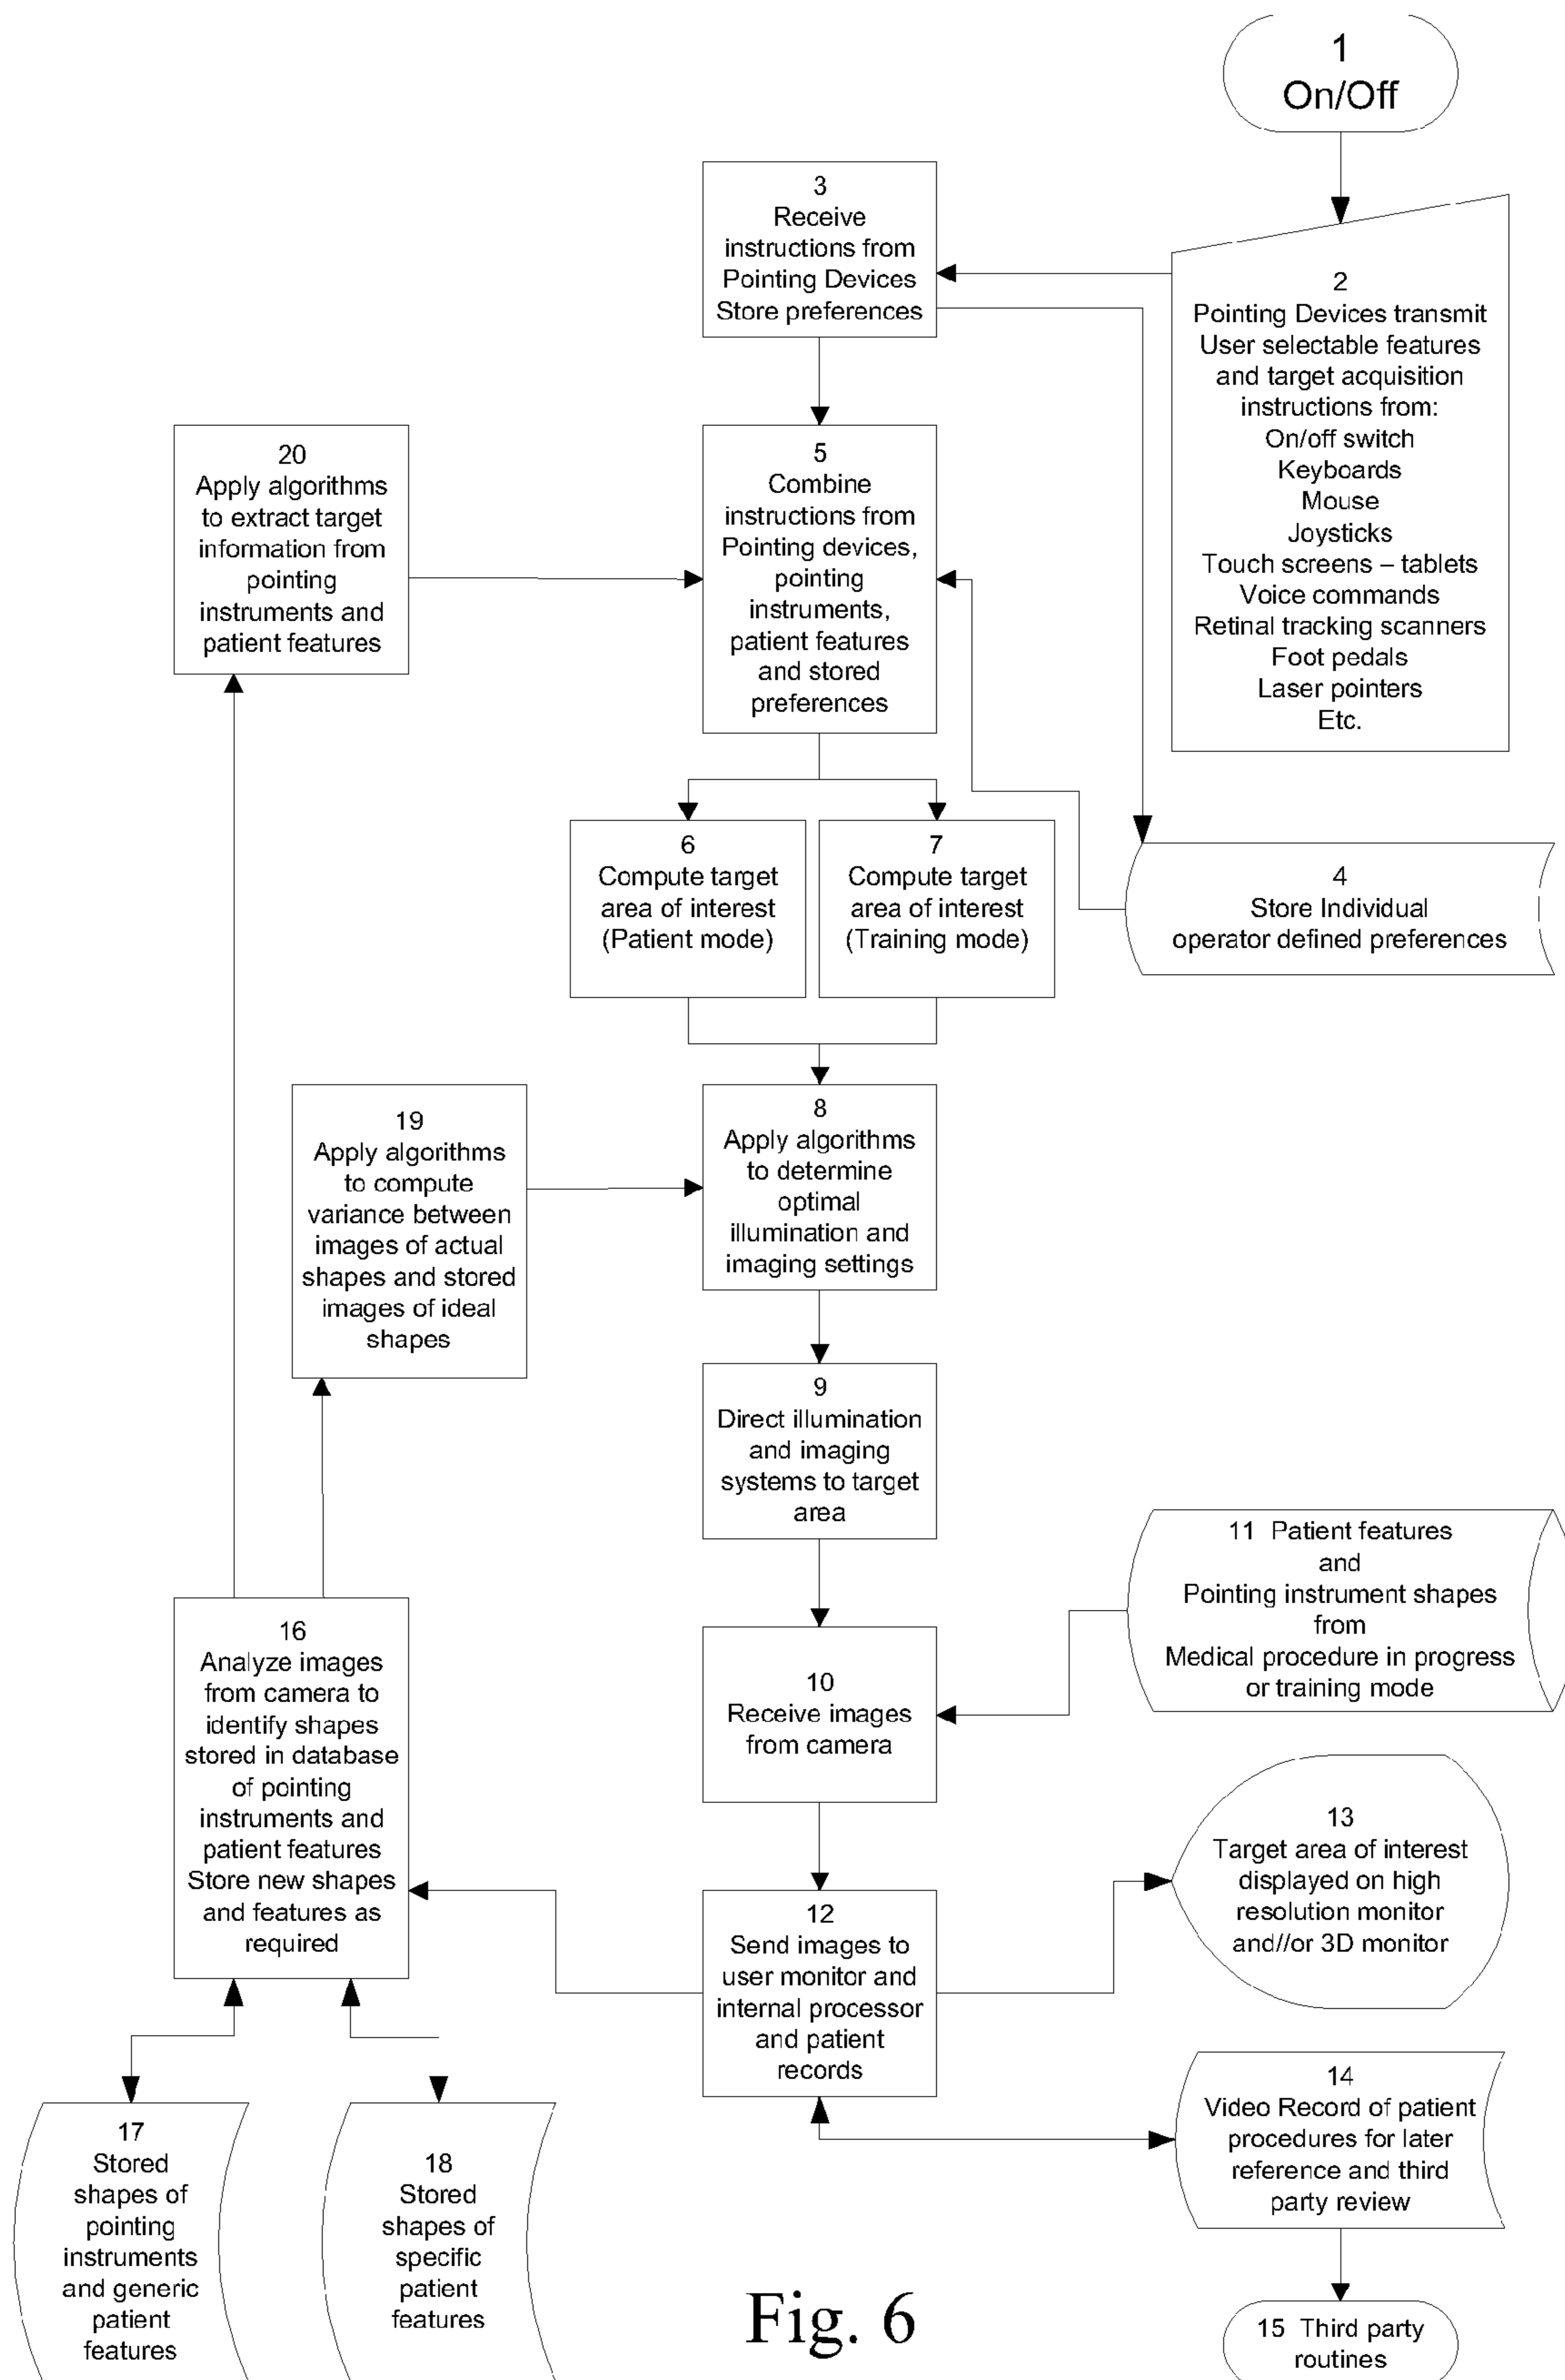 1
On/Off
2
Pointing Devices transmit
User selectable features
and target acquisition
instructions from:
On/off switch
Keyboards
Mouse
Joysticks
Touch screens – tablets
Voice commands
Retinal tracking scanners
Foot pedals
Laser pointers
Etc.
3
Receive
instructions from
Pointing Devices
Store preferences
4
Store Individual
operator defined preferences
5
Combine
instructions from
Pointing devices,
pointing
instruments,
patient features
and stored
preferences
6
Compute target
area of interest
(Patient mode)
7
Compute target
area of interest
(Training mode)
8
Apply algorithms
to determine
optimal
illumination and
imaging settings
9
Direct illumination
and imaging
systems to target
area
10
Receive images
from camera
11 Patient features
and
Pointing instrument shapes
from
Medical procedure in progress
or training mode
12
Send images to
user monitor and
internal processor
and patient
records
13
Target area of interest
displayed on high
resolution monitor
and//or 3D monitor
14
Video Record of patient
procedures for later
reference and third
party review
15 Third party
routines
16
Analyze images
from camera to
identify shapes
stored in database
of pointing
instruments and
patient features
Store new shapes
and features as
required
17
Stored
shapes of
pointing
instruments
and generic
patient
features
18
Stored
shapes of
specific
patient
features
19
Apply algorithms
to compute
variance between
images of actual
shapes and stored
images of ideal
shapes
20
Apply algorithms
to extract target
information from
pointing
instruments and
patient features
Fig. 6